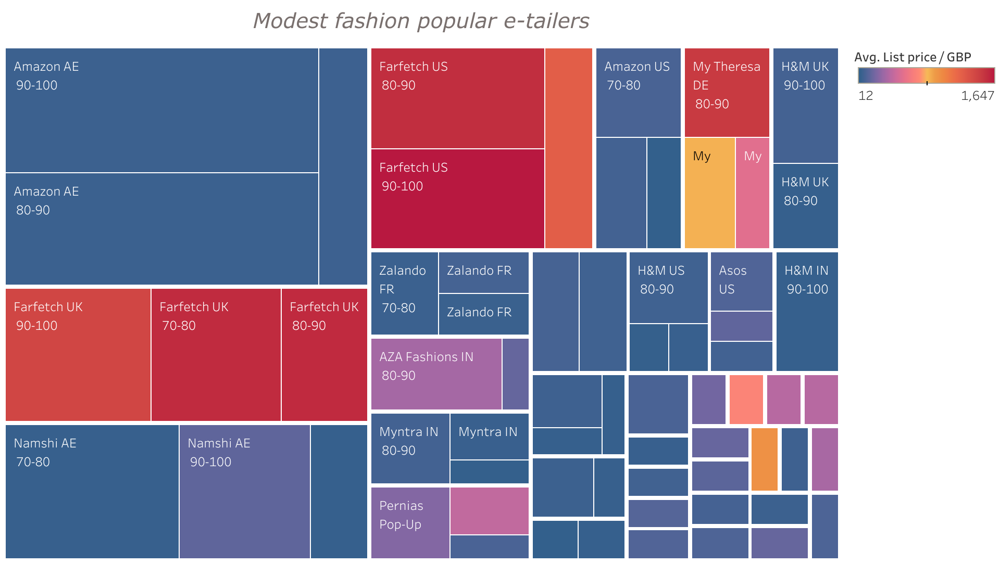 Modest fashion popular e-tailers
Amazon AE
90-100
Amazon AE
80-90
Farfetch UK
90-100
Farfetch UK
70-80
Farfetch UK
80-90
Namshi AE
70-80
Namshi AE
90-100
Farfetch US
80-90
Farfetch US
90-100
Amazon US
70-80
My Theresa
DE
80-90
My
My
H&M UK
90-100
H&M UK
80-90
Zalando
FR
70-80
Zalando FR
Zalando FR
AZA Fashions IN
80-90
Myntra IN
80-90
Myntra IN
Pernias
Pop-Up
H&M US
80-90
Asos
US
H&M IN
90-100
Avg. List price / GBP
12
1,647